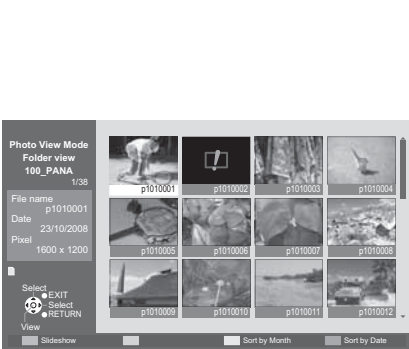 Photo View Mode
Folder view
100_PANA
1/38
File name
p1010001
Date
23/10/2008
Pixel
1600 x 1200
Select
EXIT
Select
RETURN
View
p1010001 p1010002 p1010003 p1010004
p1010005 p1010006 p1010007 p1010008
p1010009 p1010010 p1010011 p1010012
Slideshow Sort by Month Sort by Date